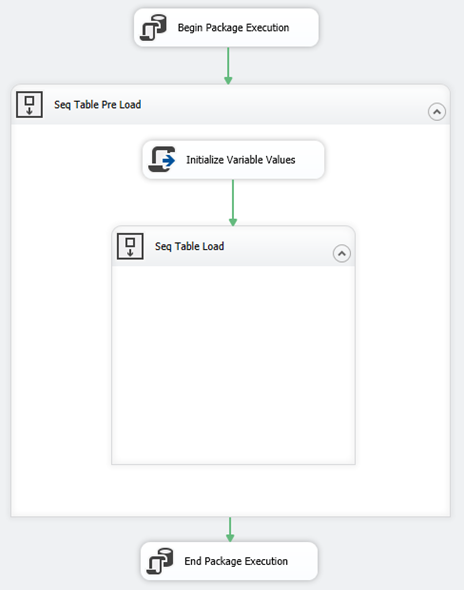 Begin Package Execution
Seq Table Pre Load
Initialize Variable Values
Seq Table Load
End Package Execution